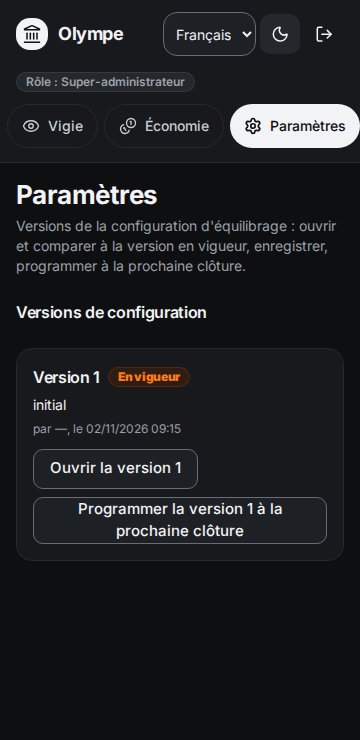 Olympe
Français
Rôle : Super-administrateur
Vigie
Économie
Paramètres
Paramètres
Versions de la configuration d'équilibrage : ouvrir
et comparer à la version en vigueur, enregistrer,
programmer à la prochaine clôture.
Versions de configuration
Version 1 En vigueur
initial
par —, le 02/11/2026 09:15
Ouvrir la version 1
Programmer la version 1 à la
prochaine clôture